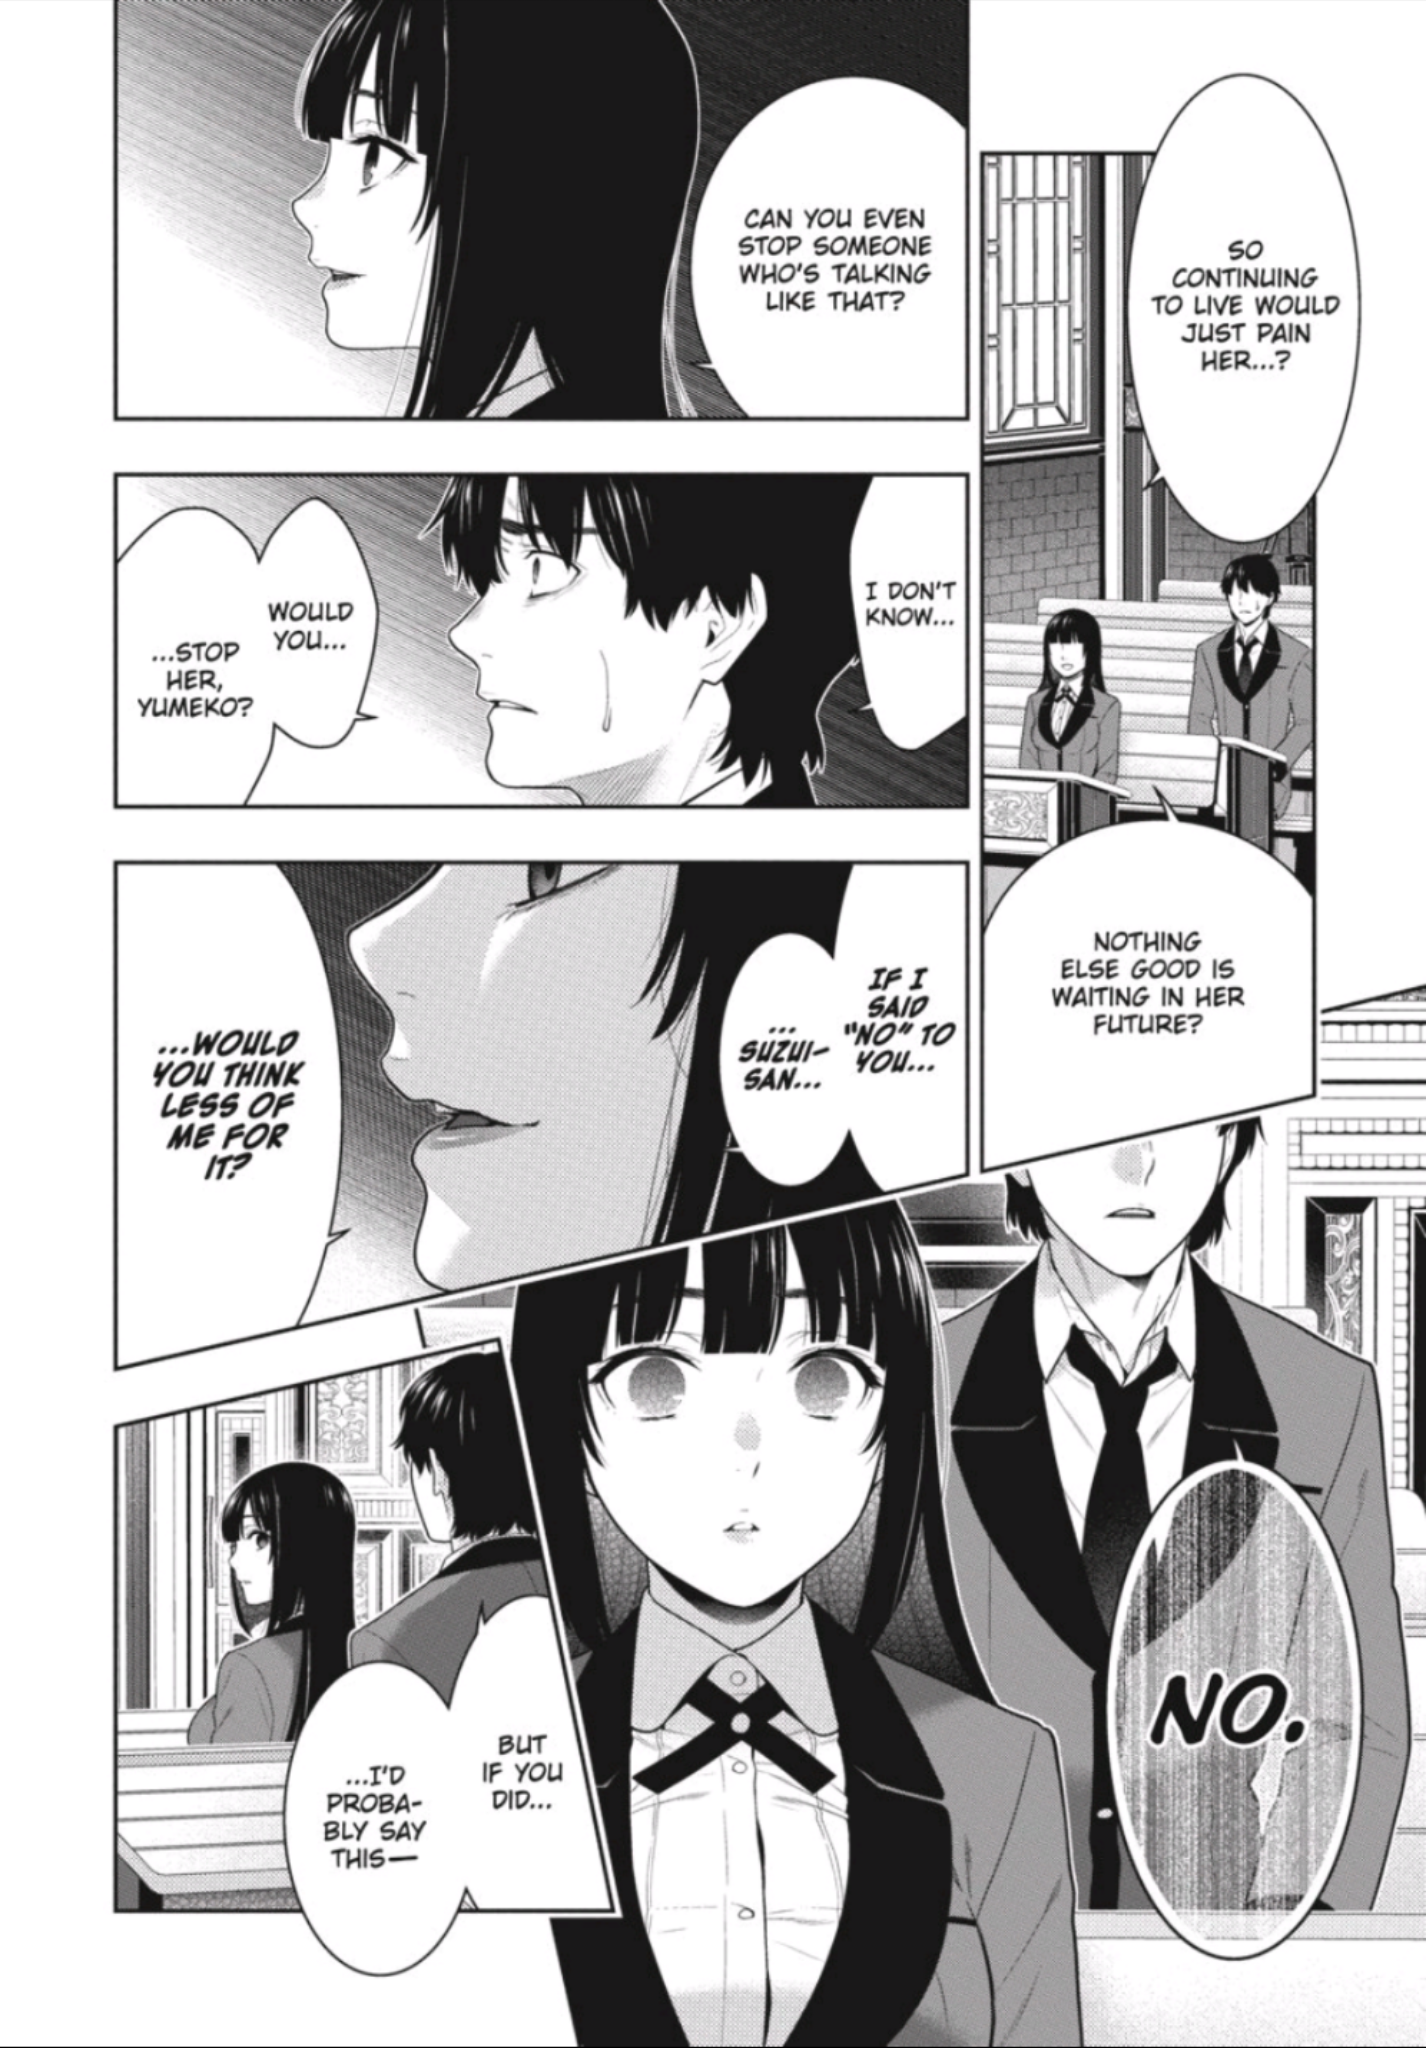 SO
CONTINUING
TO LIVE WOULD
JUST PAIN
HER...?
NOTHING
ELSE GOOD IS
WAITING IN HER
FUTURE?
CAN YOU EVEN
STOP SOMEONE
WHO'S TALKING
LIKE THAT?
I DON'T
KNOW...
WOULD
YOU...
...STOP
HER,
YUMEKO?
IF I
SAID
"NO" TO
YOU...
...
SUZUI-
SAN...
...WOULD
YOU THINK
LESS OF
ME FOR
IT?
NO.
BUT
IF YOU
DID...
...I'D
PROBA-
BLY SAY
THIS—